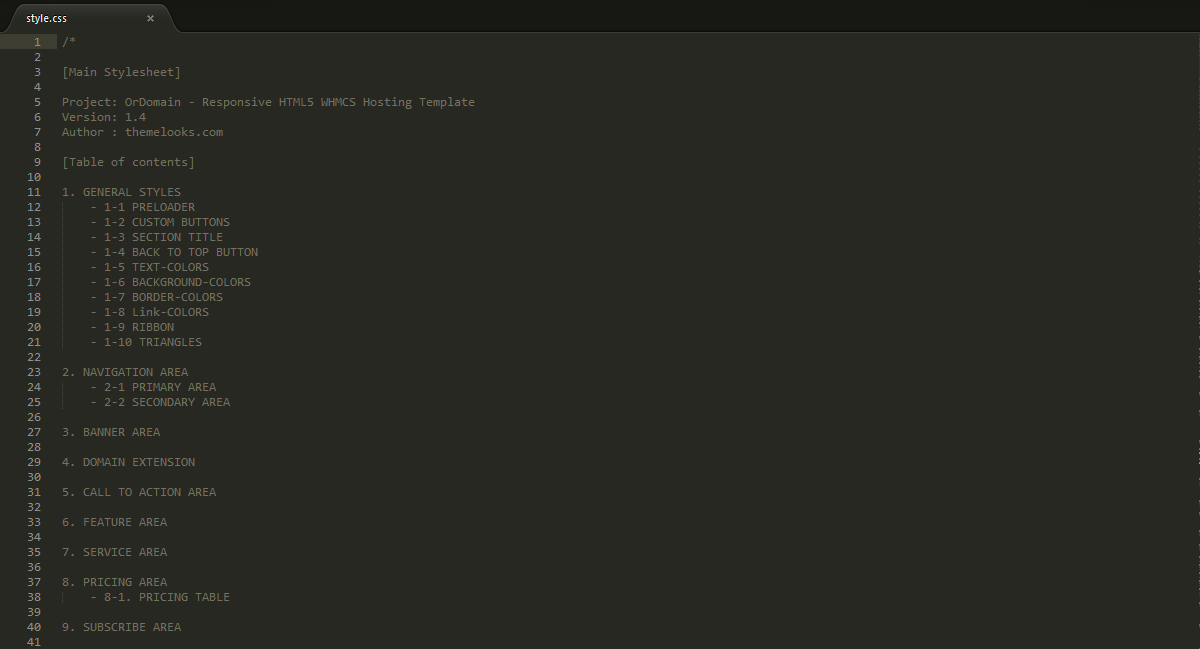 style.css ×
1 /*
2
3 [Main Stylesheet]
4
5 Project: OrDomain - Responsive HTML5 WHMCS Hosting Template
6 Version: 1.4
7 Author : themelooks.com
8
9 [Table of contents]
10
11 1. GENERAL STYLES
12 - 1-1 PRELOADER
13 - 1-2 CUSTOM BUTTONS
14 - 1-3 SECTION TITLE
15 - 1-4 BACK TO TOP BUTTON
16 - 1-5 TEXT-COLORS
17 - 1-6 BACKGROUND-COLORS
18 - 1-7 BORDER-COLORS
19 - 1-8 Link-COLORS
20 - 1-9 RIBBON
21 - 1-10 TRIANGLES
22
23 2. NAVIGATION AREA
24 - 2-1 PRIMARY AREA
25 - 2-2 SECONDARY AREA
26
27 3. BANNER AREA
28
29 4. DOMAIN EXTENSION
30
31 5. CALL TO ACTION AREA
32
33 6. FEATURE AREA
34
35 7. SERVICE AREA
36
37 8. PRICING AREA
38 - 8-1. PRICING TABLE
39
40 9. SUBSCRIBE AREA
41